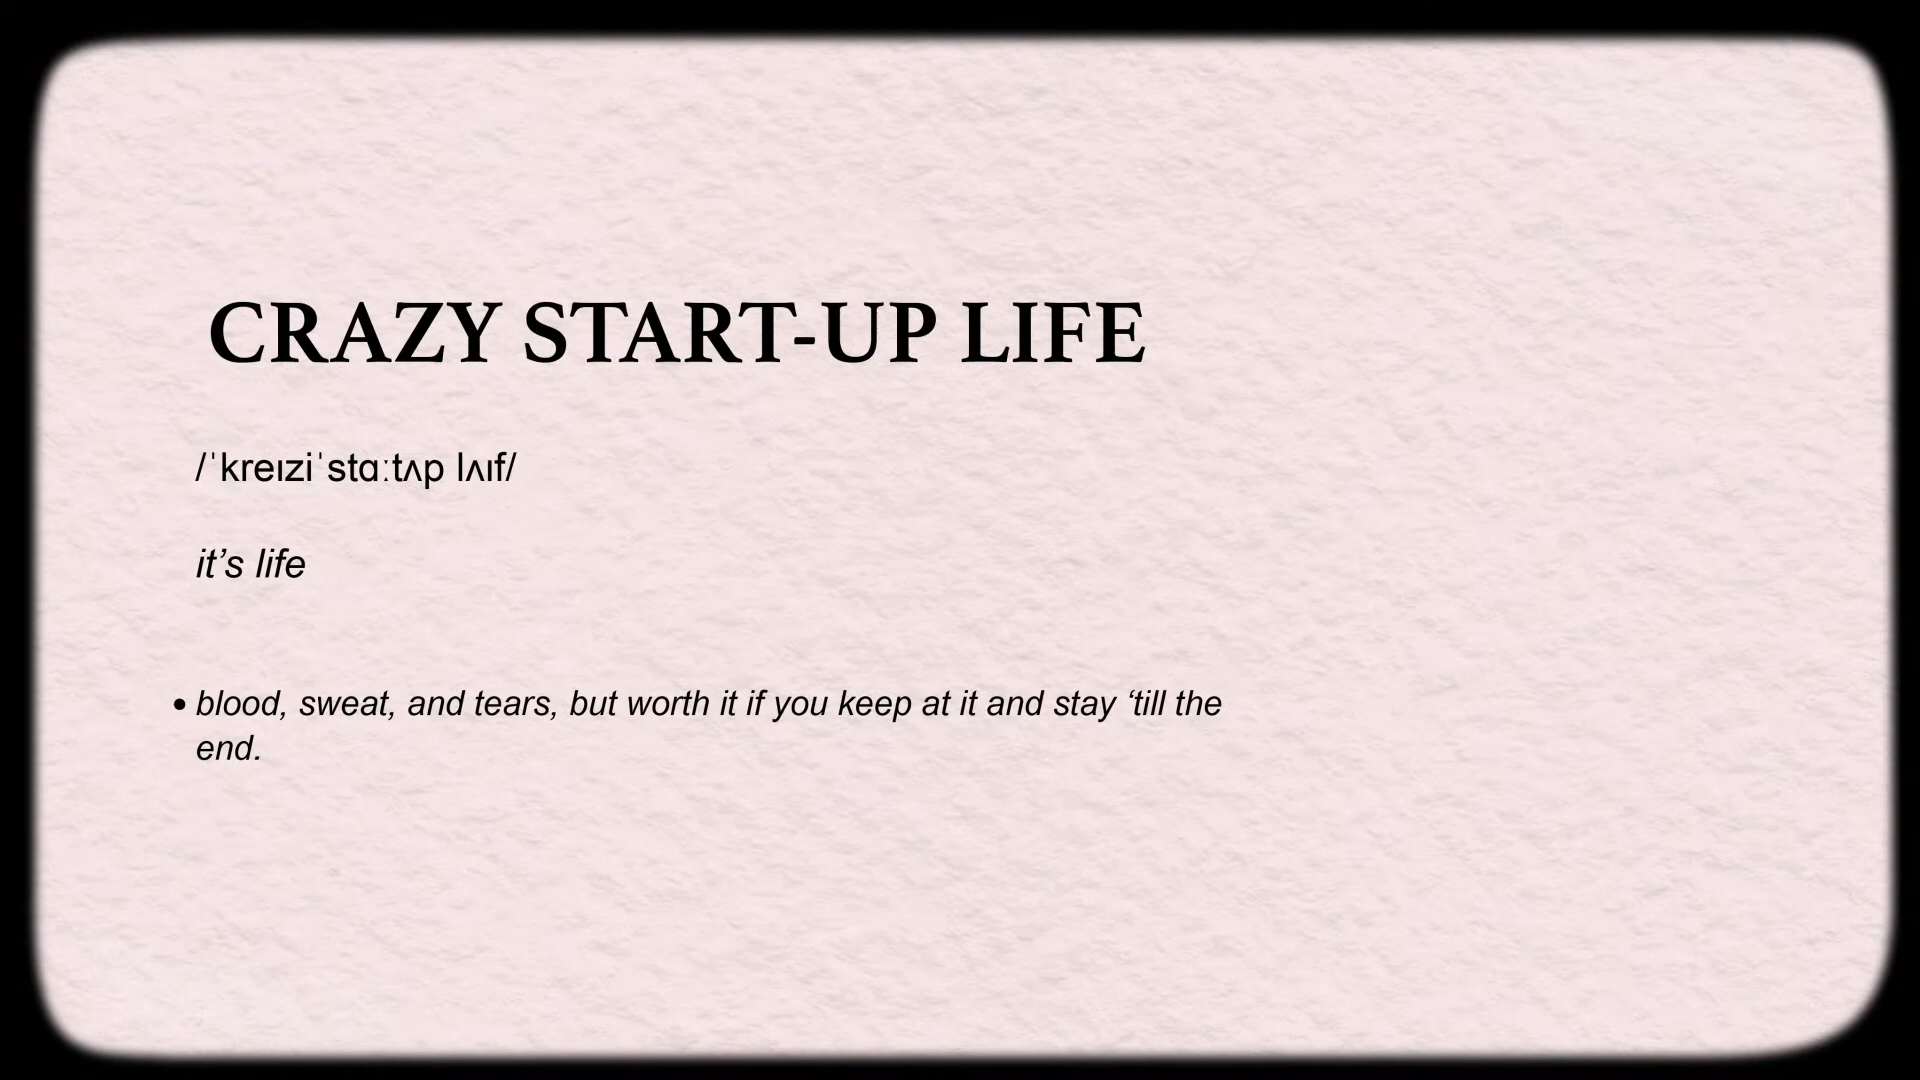 CRAZY START-UP LIFE
/ˈkreɪziˈstɑːtʌp lʌɪf/
it’s life
• blood, sweat, and tears, but worth it if you keep at it and stay ‘till the
end.